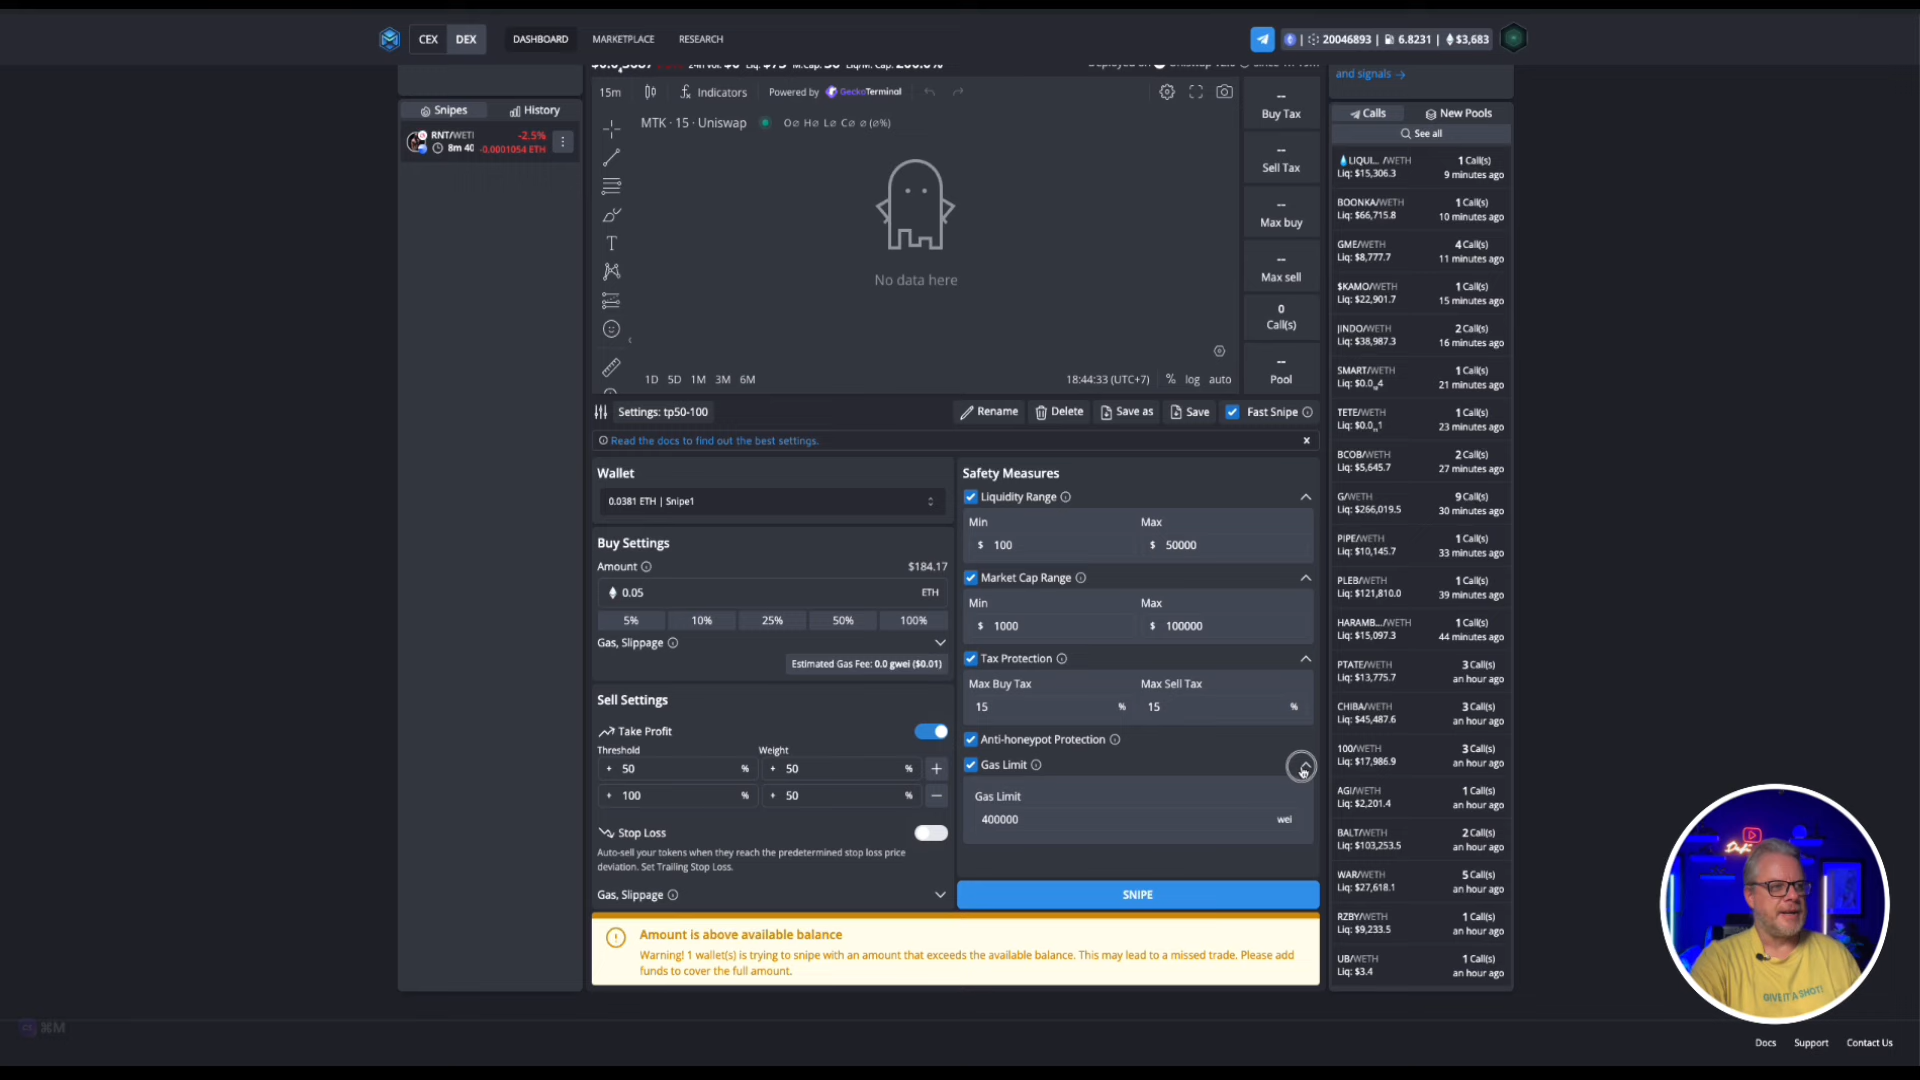 CEX DEX DASHBOARD MARKETPLACE RESEARCH
20046893 | 6.8231 | $3,683
and signals →
Snipes History
RNT/WETH -2.5%
8m 40 -0.0001054 ETH
15m Indicators Powered by GeckoTerminal
MTK · 15 · Uniswap O∅ H∅ L∅ C∅ ∅ (∅%)
No data here
1D 5D 1M 3M 6M 18:44:33 (UTC+7) % log auto
--
Buy Tax
--
Sell Tax
--
Max buy
--
Max sell
0
Call(s)
--
Pool
Settings: tp50-100 Rename Delete Save as Save Fast Snipe
Read the docs to find out the best settings. x
Wallet
0.0381 ETH | Snipe1
Buy Settings
Amount $184.17
0.05 ETH
5% 10% 25% 50% 100%
Gas, Slippage
Estimated Gas Fee: 0.0 gwei ($0.01)
Sell Settings
Take Profit
Threshold Weight
+ 50 % + 50 % +
+ 100 % + 50 % −
Stop Loss
Auto-sell your tokens when they reach the predetermined stop loss price
deviation. Set Trailing Stop Loss.
Gas, Slippage
Safety Measures
Liquidity Range
Min Max
$ 100 $ 50000
Market Cap Range
Min Max
$ 1000 $ 100000
Tax Protection
Max Buy Tax Max Sell Tax
15 % 15 %
Anti-honeypot Protection
Gas Limit
Gas Limit
400000 wei
SNIPE
Amount is above available balance
Warning! 1 wallet(s) is trying to snipe with an amount that exceeds the available balance. This may lead to a missed trade. Please add
funds to cover the full amount.
Calls New Pools
See all
LIQUI... /WETH 1 Call(s)
Liq: $15,306.3 9 minutes ago
BOONKA/WETH 1 Call(s)
Liq: $66,715.8 10 minutes ago
GME/WETH 4 Call(s)
Liq: $8,777.7 11 minutes ago
$KAMO/WETH 1 Call(s)
Liq: $22,901.7 15 minutes ago
JINDO/WETH 2 Call(s)
Liq: $38,987.3 16 minutes ago
SMART/WETH 1 Call(s)
21 minutes ago
TETE/WETH 1 Call(s)
23 minutes ago
BCOB/WETH 2 Call(s)
Liq: $5,645.7 27 minutes ago
G/WETH 9 Call(s)
Liq: $266,019.5 30 minutes ago
PIPE/WETH 1 Call(s)
Liq: $10,145.7 33 minutes ago
PLEB/WETH 1 Call(s)
Liq: $121,810.0 39 minutes ago
HARAMB.../WETH 1 Call(s)
Liq: $15,097.3 44 minutes ago
PTATE/WETH 3 Call(s)
Liq: $13,775.7 an hour ago
CHIBA/WETH 3 Call(s)
Liq: $45,487.6 an hour ago
100/WETH 3 Call(s)
Liq: $17,986.9 an hour ago
AGI/WETH 1 Call(s)
Liq: $2,201.4 an hour ago
BALT/WETH 2 Call(s)
Liq: $103,253.5 an hour ago
WAR/WETH 5 Call(s)
Liq: $27,618.1 an hour ago
RZBY/WETH 1 Call(s)
Liq: $9,233.5 an hour ago
UB/WETH 1 Call(s)
Liq: $3.4 an hour ago
GIVE IT A SHOT!
⌘M
Docs Support Contact Us